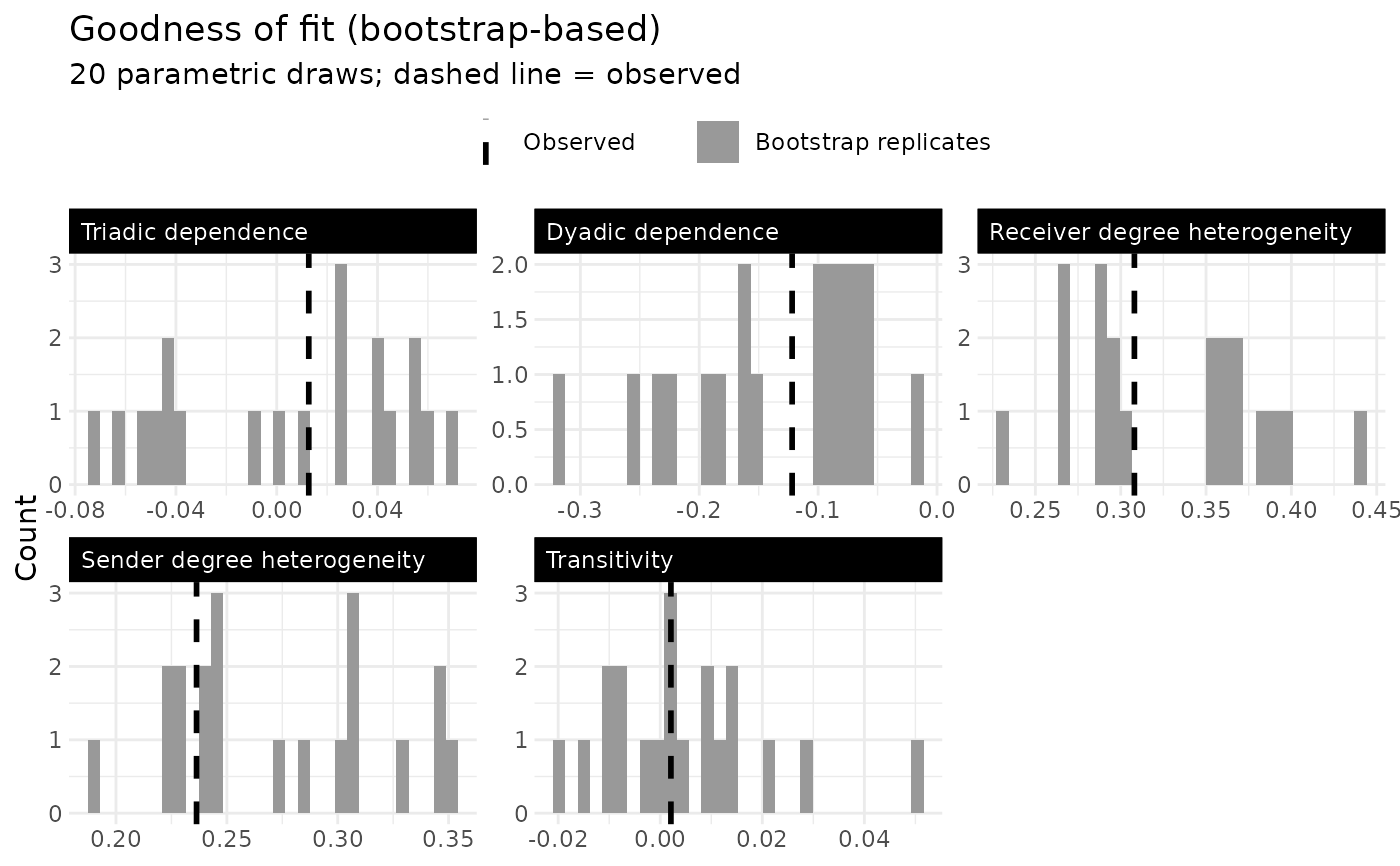 Goodness of fit (bootstrap-based)
20 parametric draws; dashed line = observed
Observed Bootstrap replicates
Triadic dependence Dyadic dependence Receiver degree heterogeneity
3 2.0 3
1.5
2 2
1.0
1 1
0.5
0 0.0 0
-0.08 -0.04 0.00 0.04 -0.3 -0.2 -0.1 0.0 0.25 0.30 0.35 0.40 0.45
Count
Sender degree heterogeneity Transitivity
3 3
2 2
1 1
0 0
0.20 0.25 0.30 0.35 -0.02 0.00 0.02 0.04